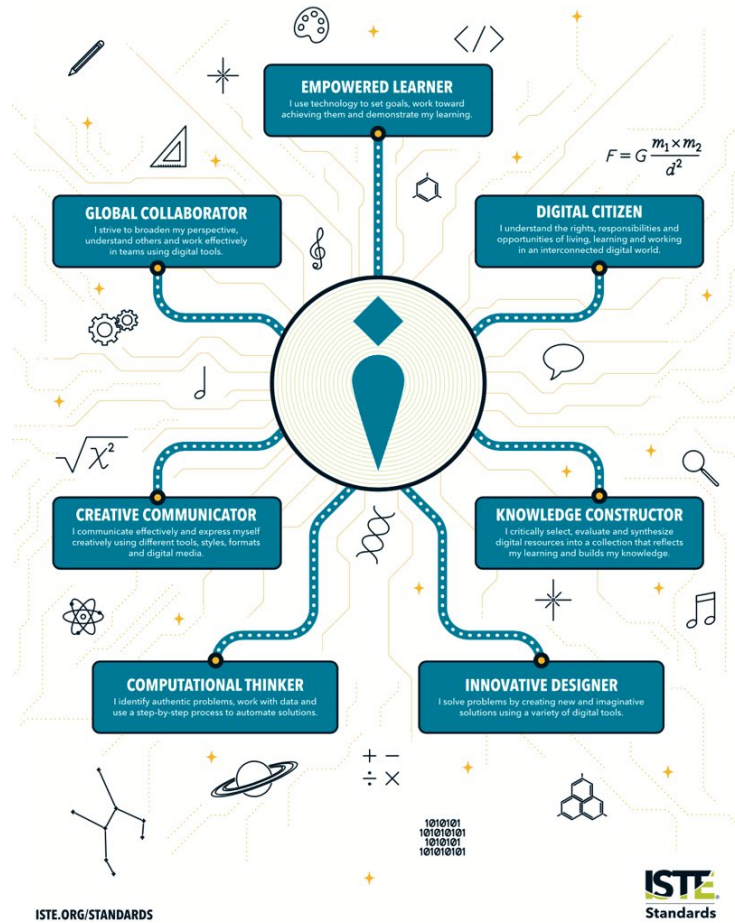 </>
EMPOWERED LEARNER
I use technology to set goals, work toward
achieving them and demonstrate my learning.
F = G m₁ × m₂ / d²
GLOBAL COLLABORATOR
I strive to broaden my perspective,
understand others and work effectively
in teams using digital tools.
DIGITAL CITIZEN
I understand the rights, responsibilities and
opportunities of living, learning and working
in an interconnected digital world.
√x²
CREATIVE COMMUNICATOR
I communicate effectively and express myself
creatively using different tools, styles, formats
and digital media.
KNOWLEDGE CONSTRUCTOR
I critically select, evaluate and synthesize
digital resources into a collection that reflects
my learning and builds my knowledge.
COMPUTATIONAL THINKER
I identify authentic problems, work with data and
use a step-by-step process to automate solutions.
INNOVATIVE DESIGNER
I solve problems by creating new and imaginative
solutions using a variety of digital tools.
+ −
÷ ×
1010101
101010101
1010101
101010101
ISTE.ORG/STANDARDS
ISTE®
Standards